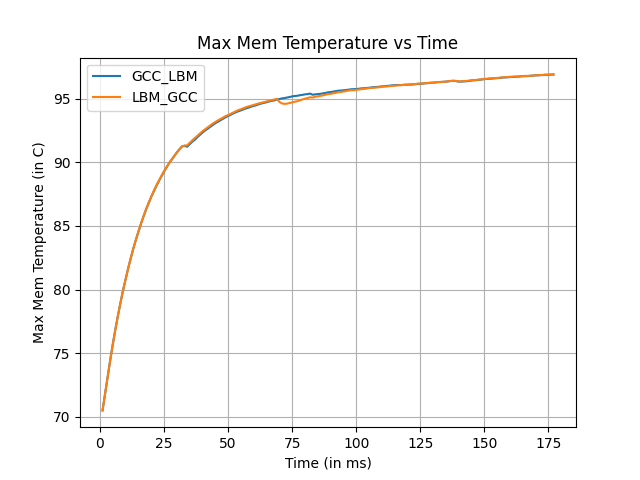 Max Mem Temperature vs Time
GCC_LBM
LBM_GCC
Max Mem Temperature (in C)
95
90
85
80
75
70
0 25 50 75 100 125 150 175
Time (in ms)